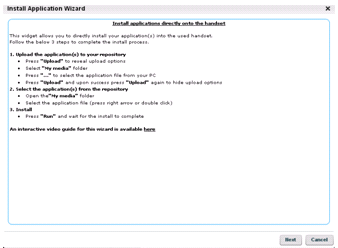 Install Application Wizard
Install applications directly onto the handset
This widget allows you to directly install your application(s) into the used handset.
Follow the below 3 steps to complete the install process.
1. Upload the application(s) to your repository
• Press "Upload" to reveal upload options
• Select "My media" folder
• Press "..." to select the application file from your PC
• Press "Upload" and upon success press "Upload" again to hide upload options
2. Select the application(s) from the repository
• Open the "My media" folder
• Select the application file (press right arrow or double click)
3. Install
• Press "Run" and wait for the install to complete
An interactive video guide for this wizard is available here
Next
Cancel